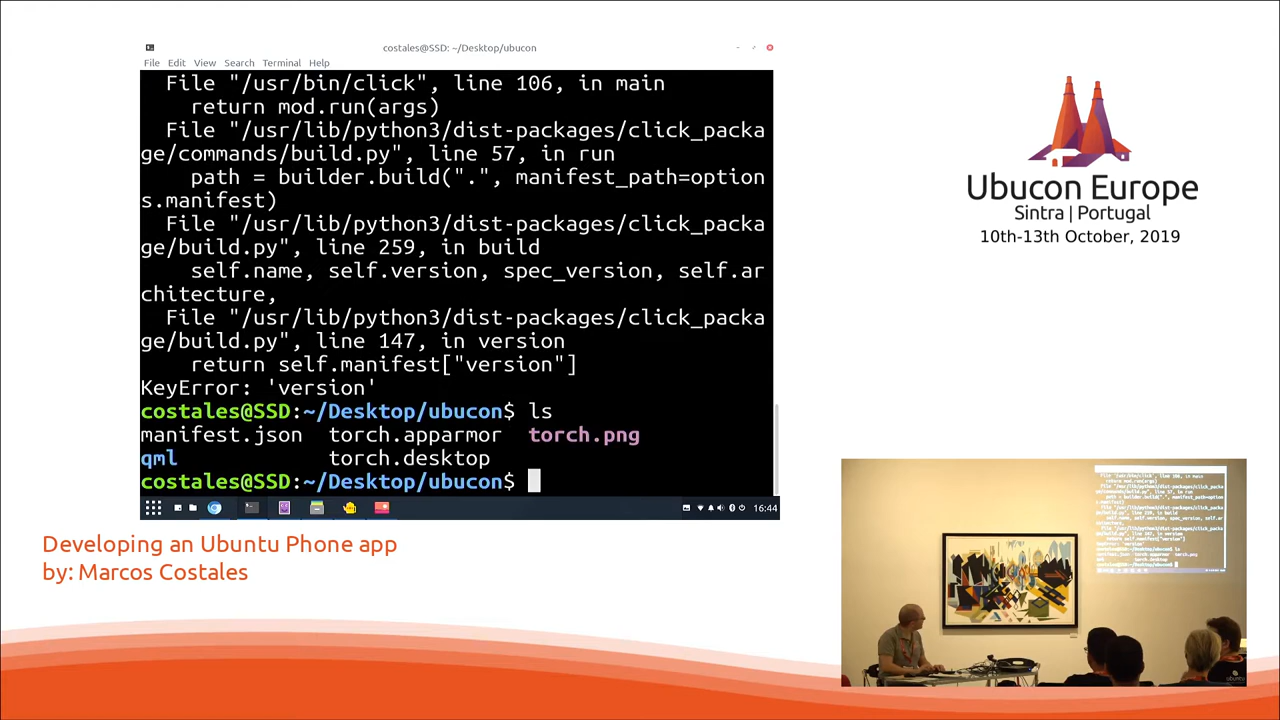 costales@SSD: ~/Desktop/ubucon
File Edit View Search Terminal Help
File "/usr/bin/click", line 106, in main
return mod.run(args)
File "/usr/lib/python3/dist-packages/click_packa
ge/commands/build.py", line 57, in run
path = builder.build(".", manifest_path=option
s.manifest)
File "/usr/lib/python3/dist-packages/click_packa
ge/build.py", line 259, in build
self.name, self.version, spec_version, self.ar
chitecture,
File "/usr/lib/python3/dist-packages/click_packa
ge/build.py", line 147, in version
return self.manifest["version"]
KeyError: 'version'
costales@SSD:~/Desktop/ubucon$ ls
manifest.json torch.apparmor torch.png
qml torch.desktop
costales@SSD:~/Desktop/ubucon$
16:44
Ubucon Europe
Sintra | Portugal
10th-13th October, 2019
Developing an Ubuntu Phone app
by: Marcos Costales
ubuntu